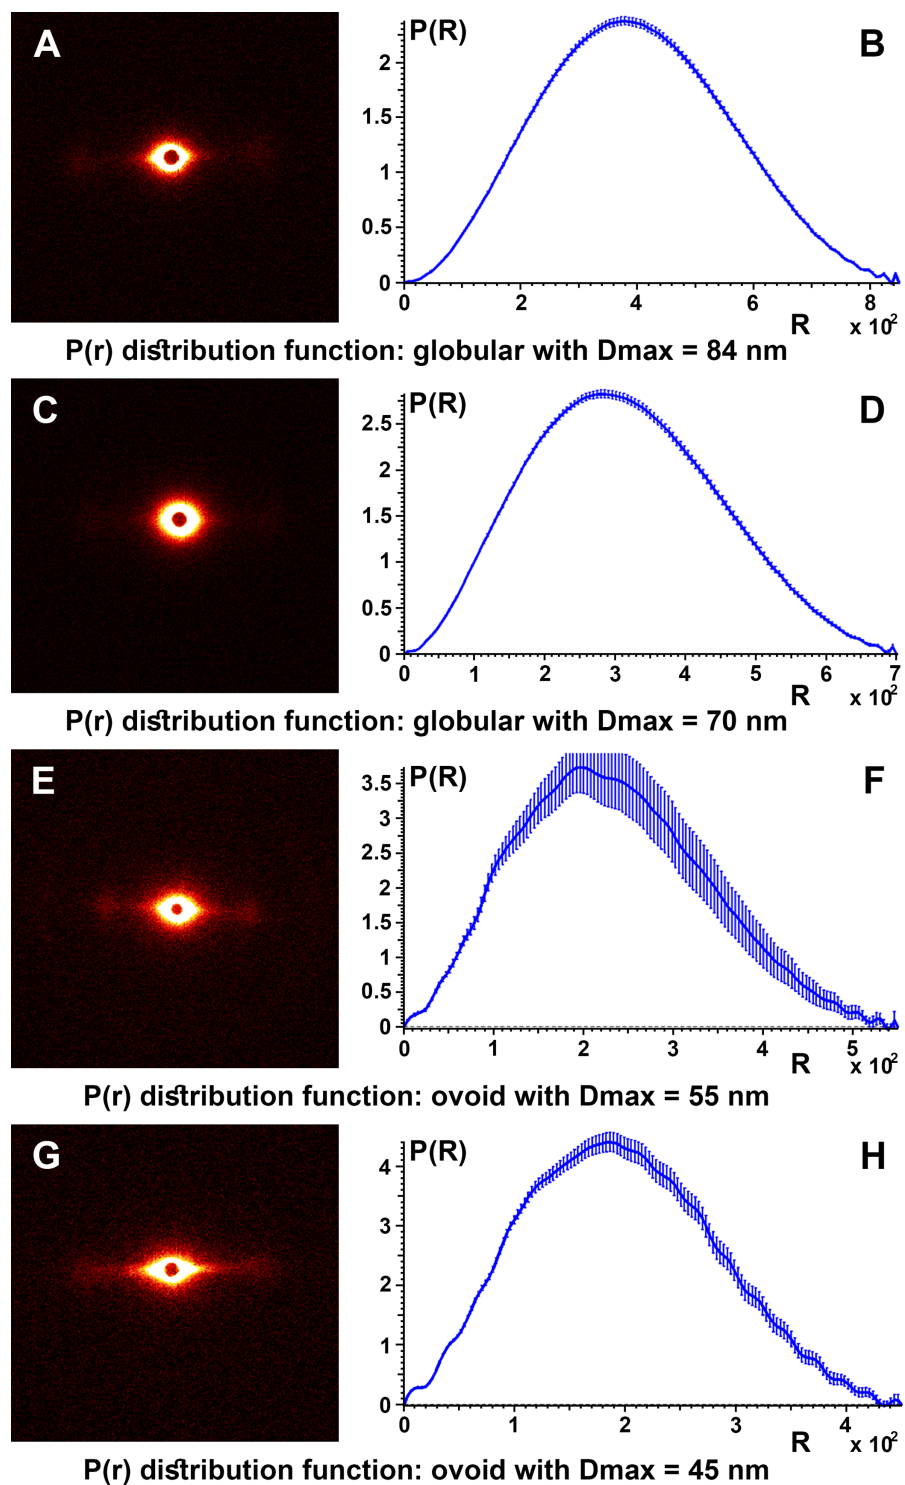 A
P(R)
B
2
1.5
1
0.5
0
0 2 4 6 8
R x 10²
P(r) distribution function: globular with Dmax = 84 nm
C
P(R)
D
2.5
2
1.5
1
0.5
0
0 1 2 3 4 5 6 7
R x 10²
P(r) distribution function: globular with Dmax = 70 nm
E
P(R)
F
3.5
3
2.5
2
1.5
1
0.5
0
0 1 2 3 4 5
R x 10²
P(r) distribution function: ovoid with Dmax = 55 nm
G
P(R)
H
4
3
2
1
0
0 1 2 3 4
R x 10²
P(r) distribution function: ovoid with Dmax = 45 nm